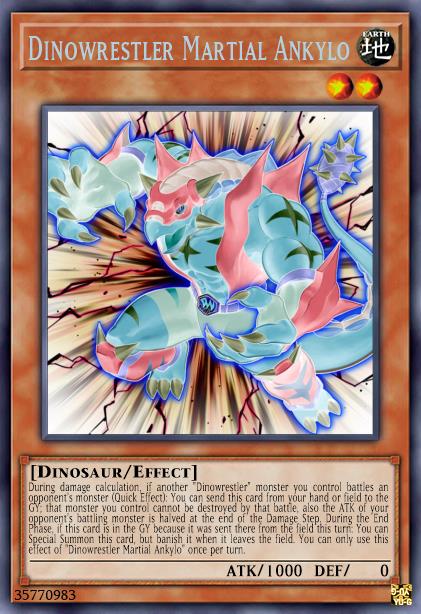 DINOWRESTLER MARTIAL ANKYLO
EARTH
地
[DINOSAUR/EFFECT]
During damage calculation, if another "Dinowrestler" monster you control battles an
opponent's monster (Quick Effect): You can send this card from your hand or field to the
GY; that monster you control cannot be destroyed by that battle, also the ATK of your
opponent's battling monster is halved at the end of the Damage Step. During the End
Phase, if this card is in the GY because it was sent there from the field this turn: You can
Special Summon this card, but banish it when it leaves the field. You can only use this
effect of "Dinowrestler Martial Ankylo" once per turn.
ATK/1000 DEF/ 0
35770983